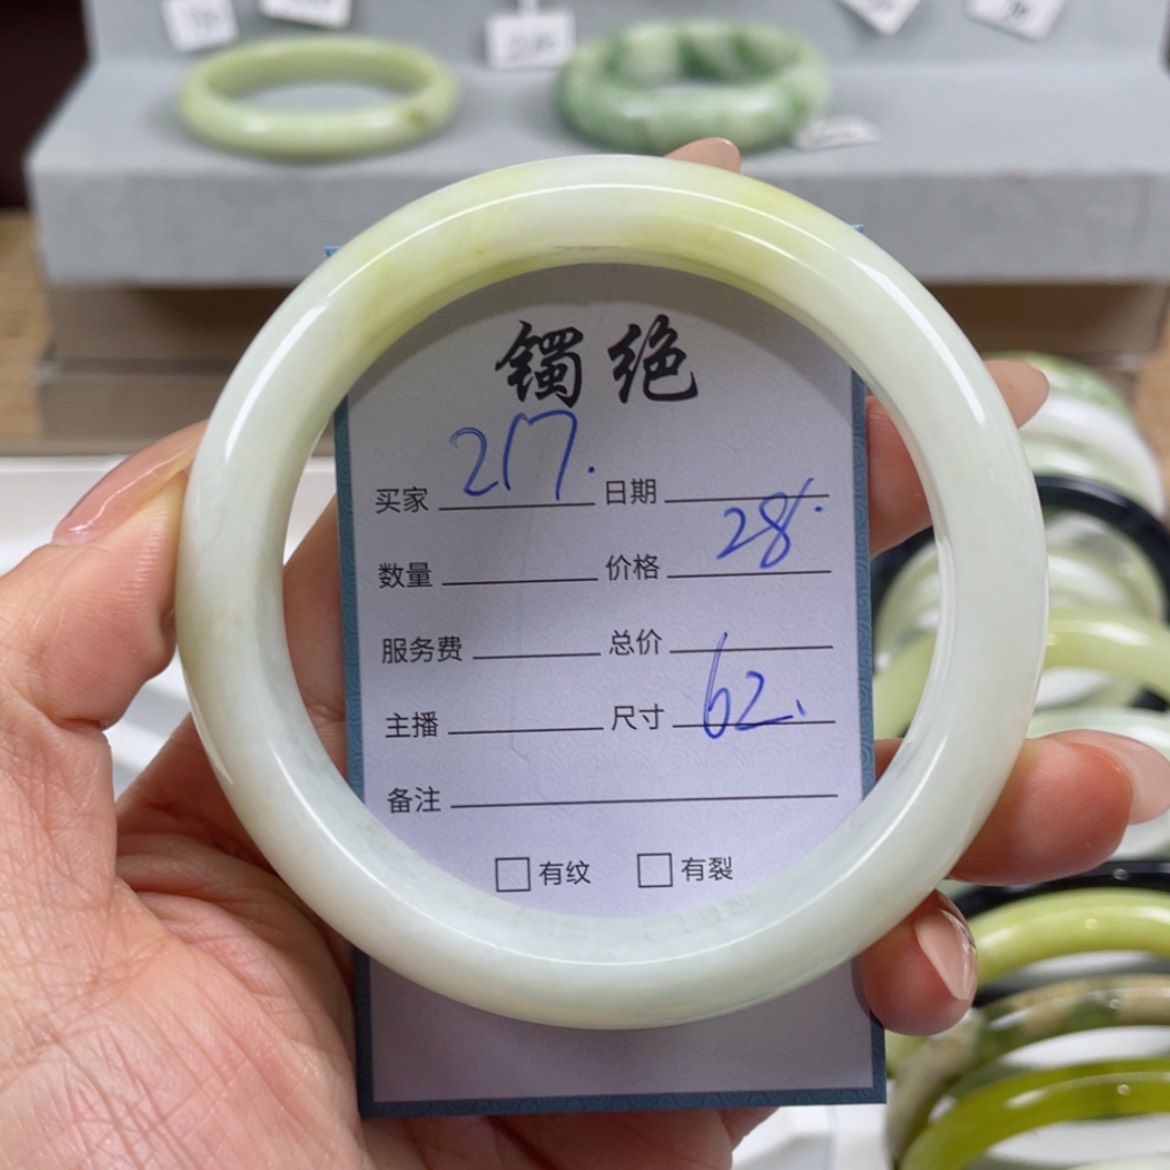 镯绝
买家 217. 日期
数量 价格 28.
服务费 总价
主播 尺寸 62.
备注
有纹 有裂